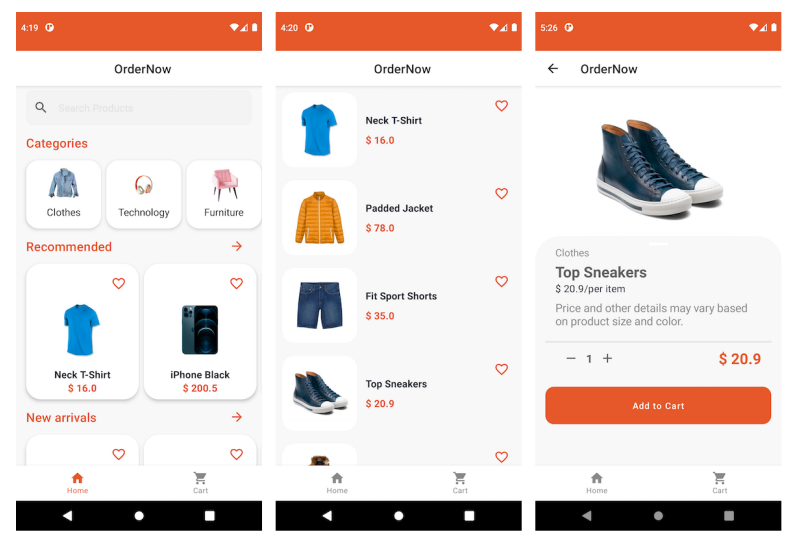 4:19
OrderNow
Search Products
Categories
Clothes
Technology
Furniture
Recommended
Neck T-Shirt
$ 16.0
iPhone Black
$ 200.5
New arrivals
Home
Cart
4:20
OrderNow
Neck T-Shirt
$ 16.0
Padded Jacket
$ 78.0
Fit Sport Shorts
$ 35.0
Top Sneakers
$ 20.9
Home
Cart
5:26
OrderNow
Clothes
Top Sneakers
$ 20.9/per item
Price and other details may vary based
on product size and color.
1
$ 20.9
Add to Cart
Home
Cart